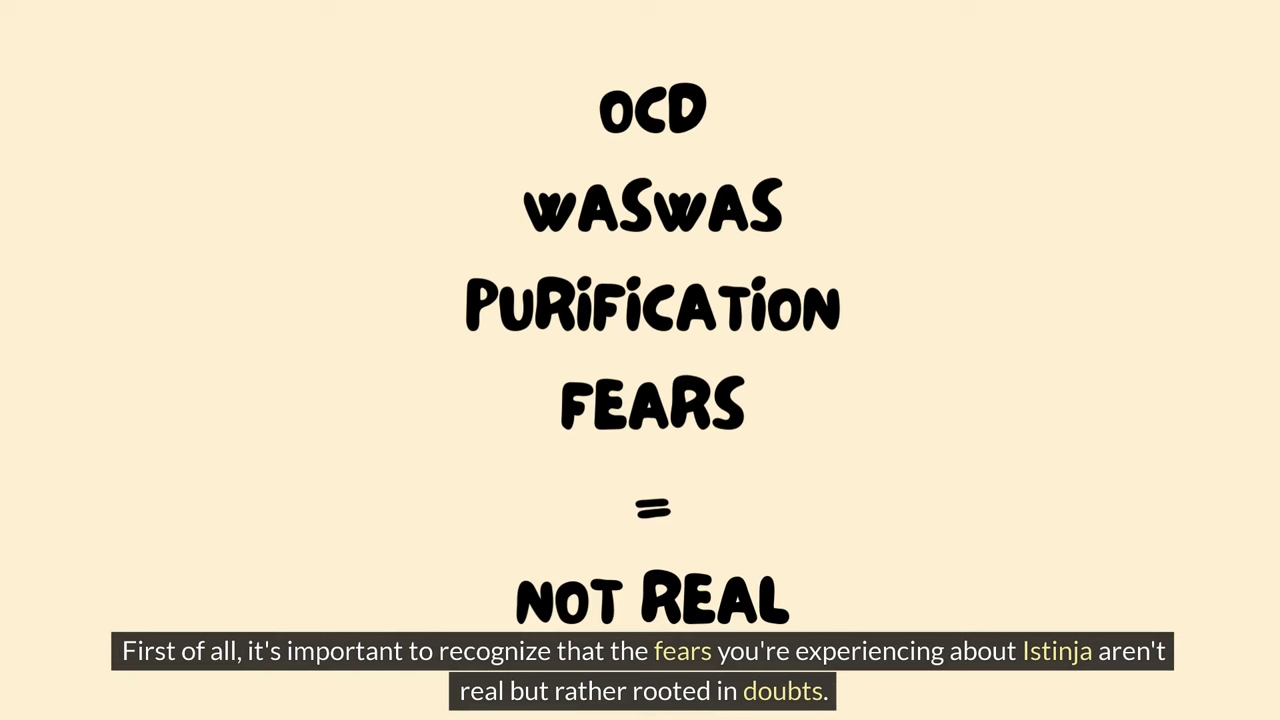 OCD
WASWAS
PURiFiCATiON
FEARS
=
NOT REAL
First of all, it's important to recognize that the fears you're experiencing about Istinja aren't
real but rather rooted in doubts.